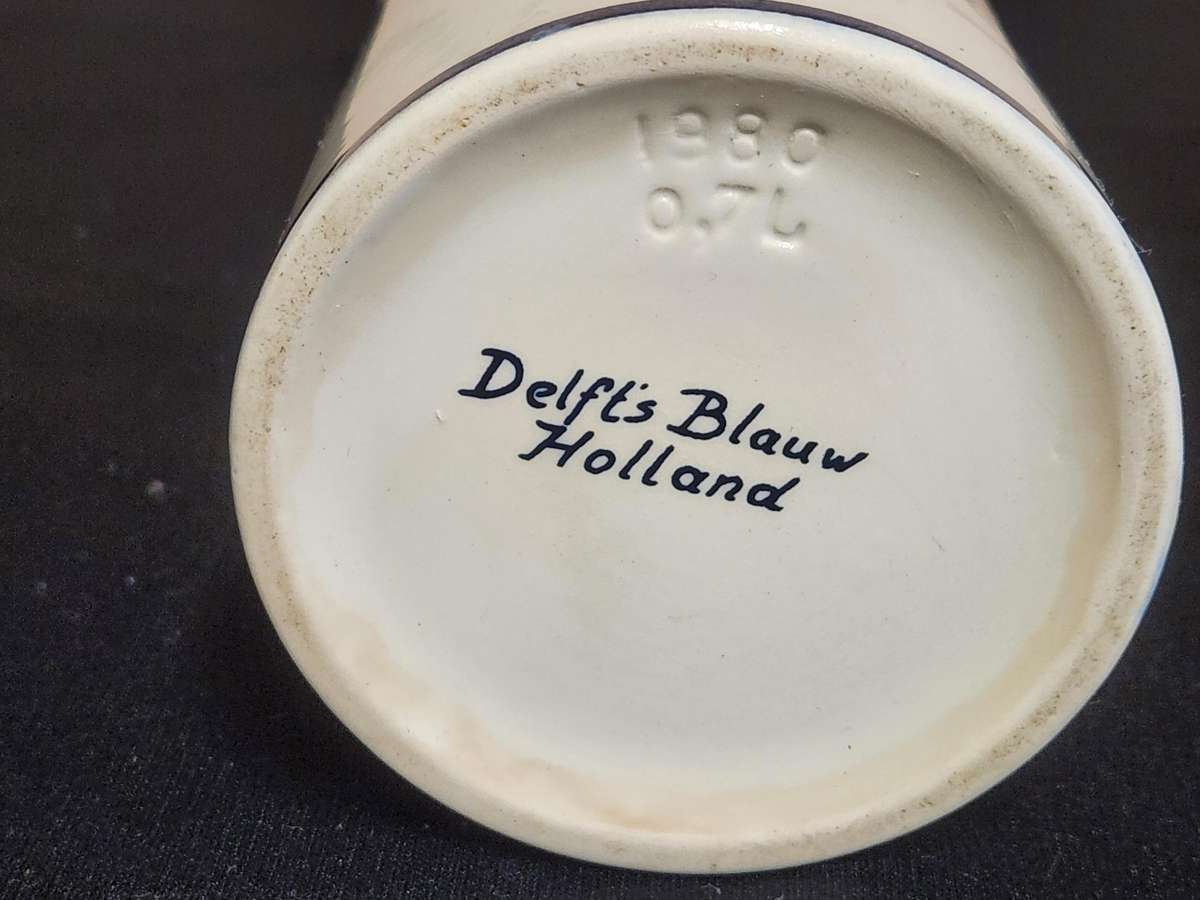 1980
0.7L
Delft's Blauw
Holland